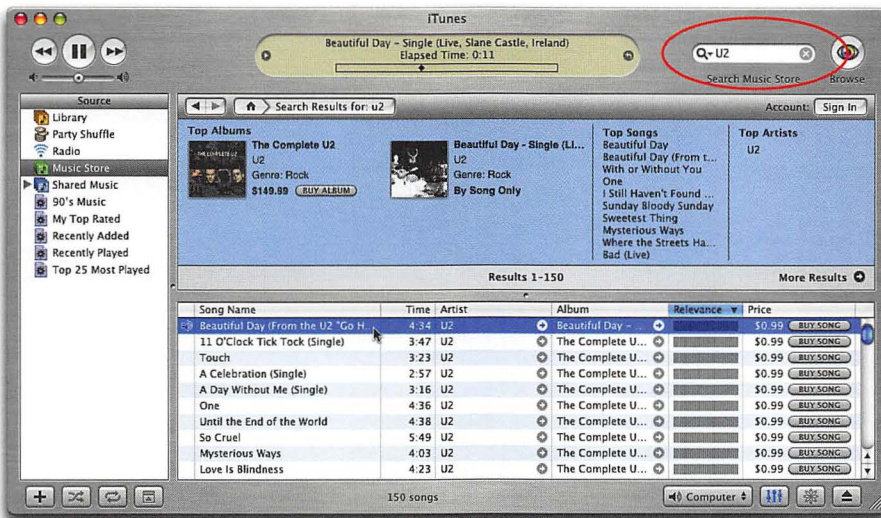 iTunes
Beautiful Day – Single (Live, Slane Castle, Ireland)
Elapsed Time: 0:11
U2
Search Music Store
Browse
Source
Library
Party Shuffle
Radio
Music Store
Shared Music
90's Music
My Top Rated
Recently Added
Recently Played
Top 25 Most Played
Search Results for: u2
Account: Sign In
Top Albums
The Complete U2
U2
Genre: Rock
$149.99 BUY ALBUM
Beautiful Day – Single (Li...
U2
Genre: Rock
By Song Only
Top Songs
Beautiful Day
Beautiful Day (From t...
With or Without You
One
I Still Haven't Found ...
Sunday Bloody Sunday
Sweetest Thing
Mysterious Ways
Where the Streets Ha...
Bad (Live)
Top Artists
U2
Results 1–150
More Results
Song Name Time Artist Album Relevance Price
Beautiful Day (From the U2 "Go H... 4:34 U2 Beautiful Day – ... $0.99 BUY SONG
11 O'Clock Tick Tock (Single) 3:47 U2 The Complete U... $0.99 BUY SONG
Touch 3:23 U2 The Complete U... $0.99 BUY SONG
A Celebration (Single) 2:57 U2 The Complete U... $0.99 BUY SONG
A Day Without Me (Single) 3:16 U2 The Complete U... $0.99 BUY SONG
One 4:36 U2 The Complete U... $0.99 BUY SONG
Until the End of the World 4:38 U2 The Complete U... $0.99 BUY SONG
So Cruel 5:49 U2 The Complete U... $0.99 BUY SONG
Mysterious Ways 4:03 U2 The Complete U... $0.99 BUY SONG
Love Is Blindness 4:23 U2 The Complete U... $0.99 BUY SONG
150 songs
Computer